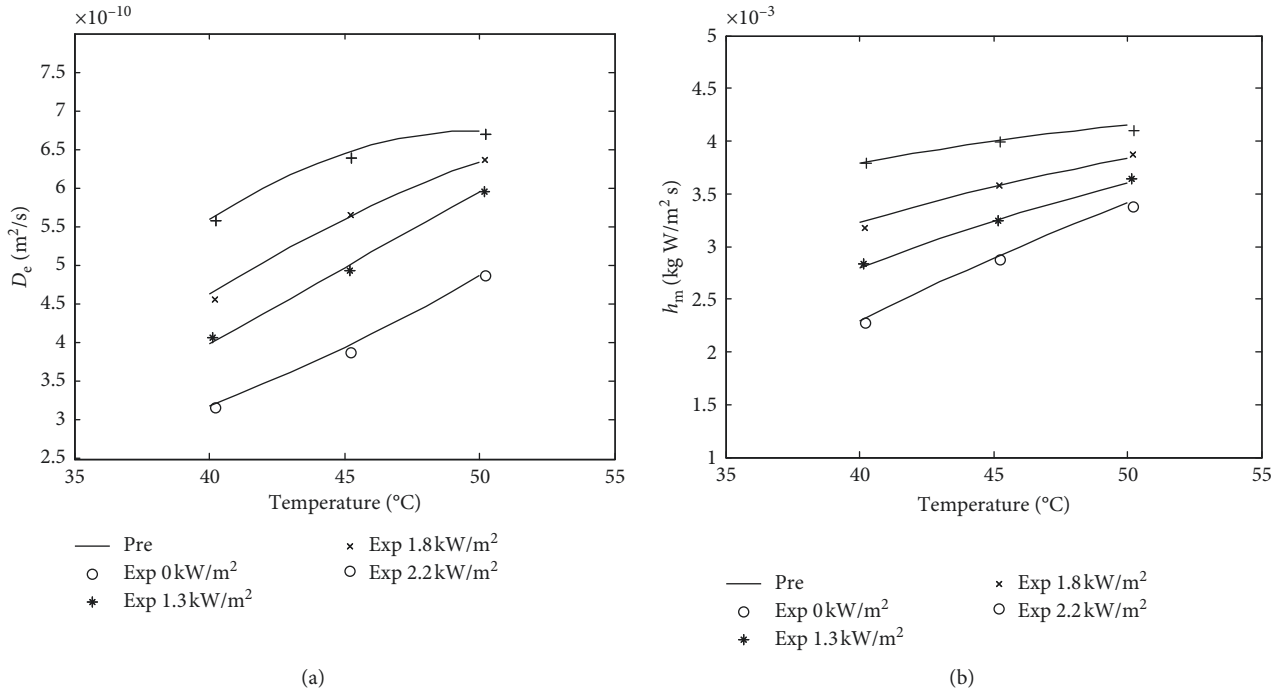 ×10⁻¹⁰
8
7.5
7
6.5
6
5.5
5
4.5
4
3.5
3
2.5
Dₑ (m²/s)
35
40
45
50
55
Temperature (°C)
Pre
Exp 0 kW/m²
Exp 1.3 kW/m²
Exp 1.8 kW/m²
Exp 2.2 kW/m²
(a)
×10⁻³
5
4.5
4
3.5
3
2.5
2
1.5
1
hₘ (kg W/m² s)
35
40
45
50
55
Temperature (°C)
Pre
Exp 0 kW/m²
Exp 1.3 kW/m²
Exp 1.8 kW/m²
Exp 2.2 kW/m²
(b)